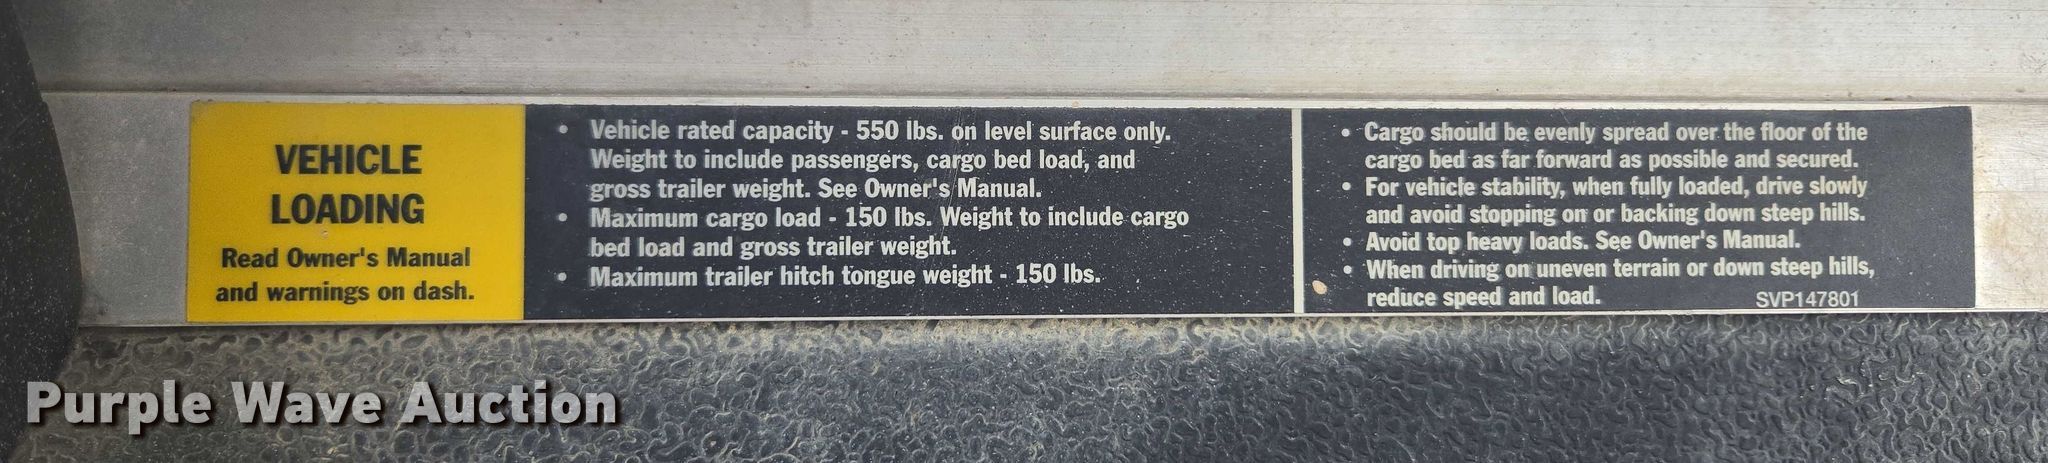 VEHICLE
LOADING
Read Owner's Manual
and warnings on dash.
• Vehicle rated capacity - 550 lbs. on level surface only.
Weight to include passengers, cargo bed load, and
gross trailer weight. See Owner's Manual.
• Maximum cargo load - 150 lbs. Weight to include cargo
bed load and gross trailer weight.
• Maximum trailer hitch tongue weight - 150 lbs.
• Cargo should be evenly spread over the floor of the
cargo bed as far forward as possible and secured.
• For vehicle stability, when fully loaded, drive slowly
and avoid stopping on or backing down steep hills.
• Avoid top heavy loads. See Owner's Manual.
• When driving on uneven terrain or down steep hills,
reduce speed and load.
SVP147801
Purple Wave Auction